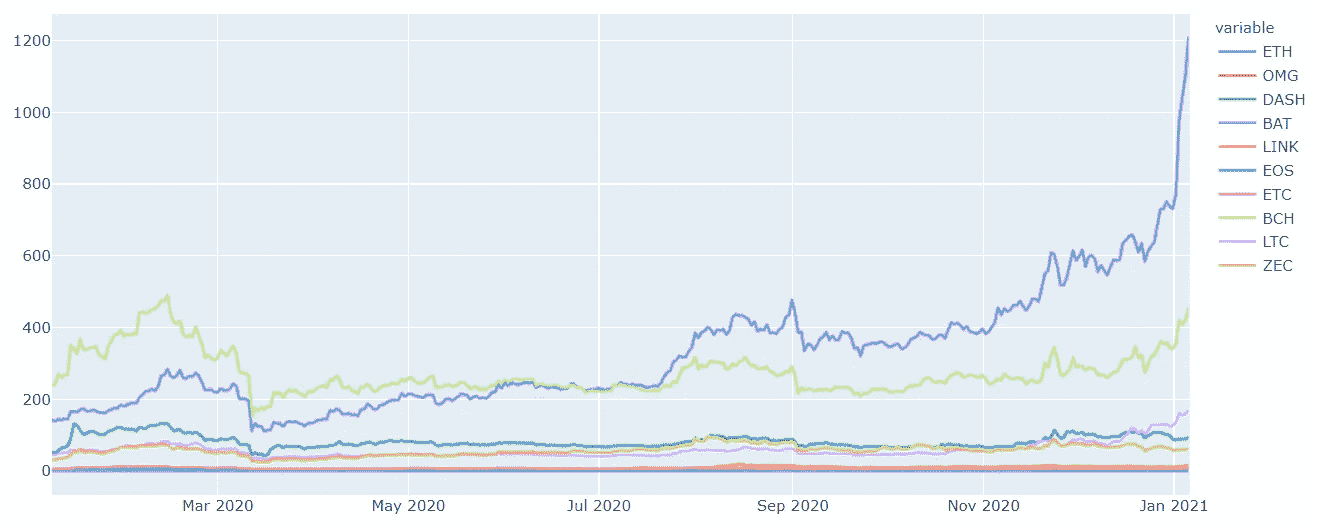 variable
ETH
OMG
DASH
BAT
LINK
EOS
ETC
BCH
LTC
ZEC
1200
1000
800
600
400
200
0
Mar 2020 May 2020 Jul 2020 Sep 2020 Nov 2020 Jan 2021